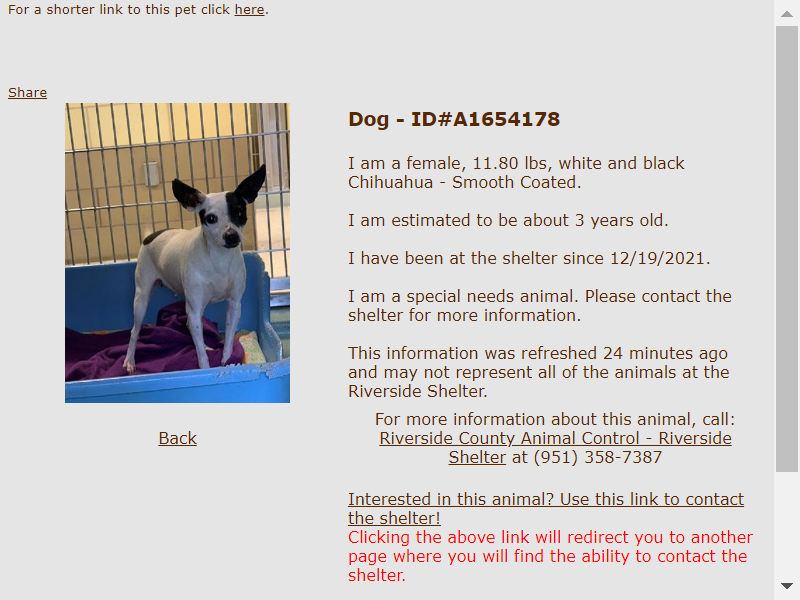 For a shorter link to this pet click here.
Share
Dog - ID#A1654178
I am a female, 11.80 lbs, white and black
Chihuahua - Smooth Coated.
I am estimated to be about 3 years old.
I have been at the shelter since 12/19/2021.
I am a special needs animal. Please contact the
shelter for more information.
This information was refreshed 24 minutes ago
and may not represent all of the animals at the
Riverside Shelter.
For more information about this animal, call:
Riverside County Animal Control - Riverside
Shelter at (951) 358-7387
Back
Interested in this animal? Use this link to contact
the shelter!
Clicking the above link will redirect you to another
page where you will find the ability to contact the
shelter.